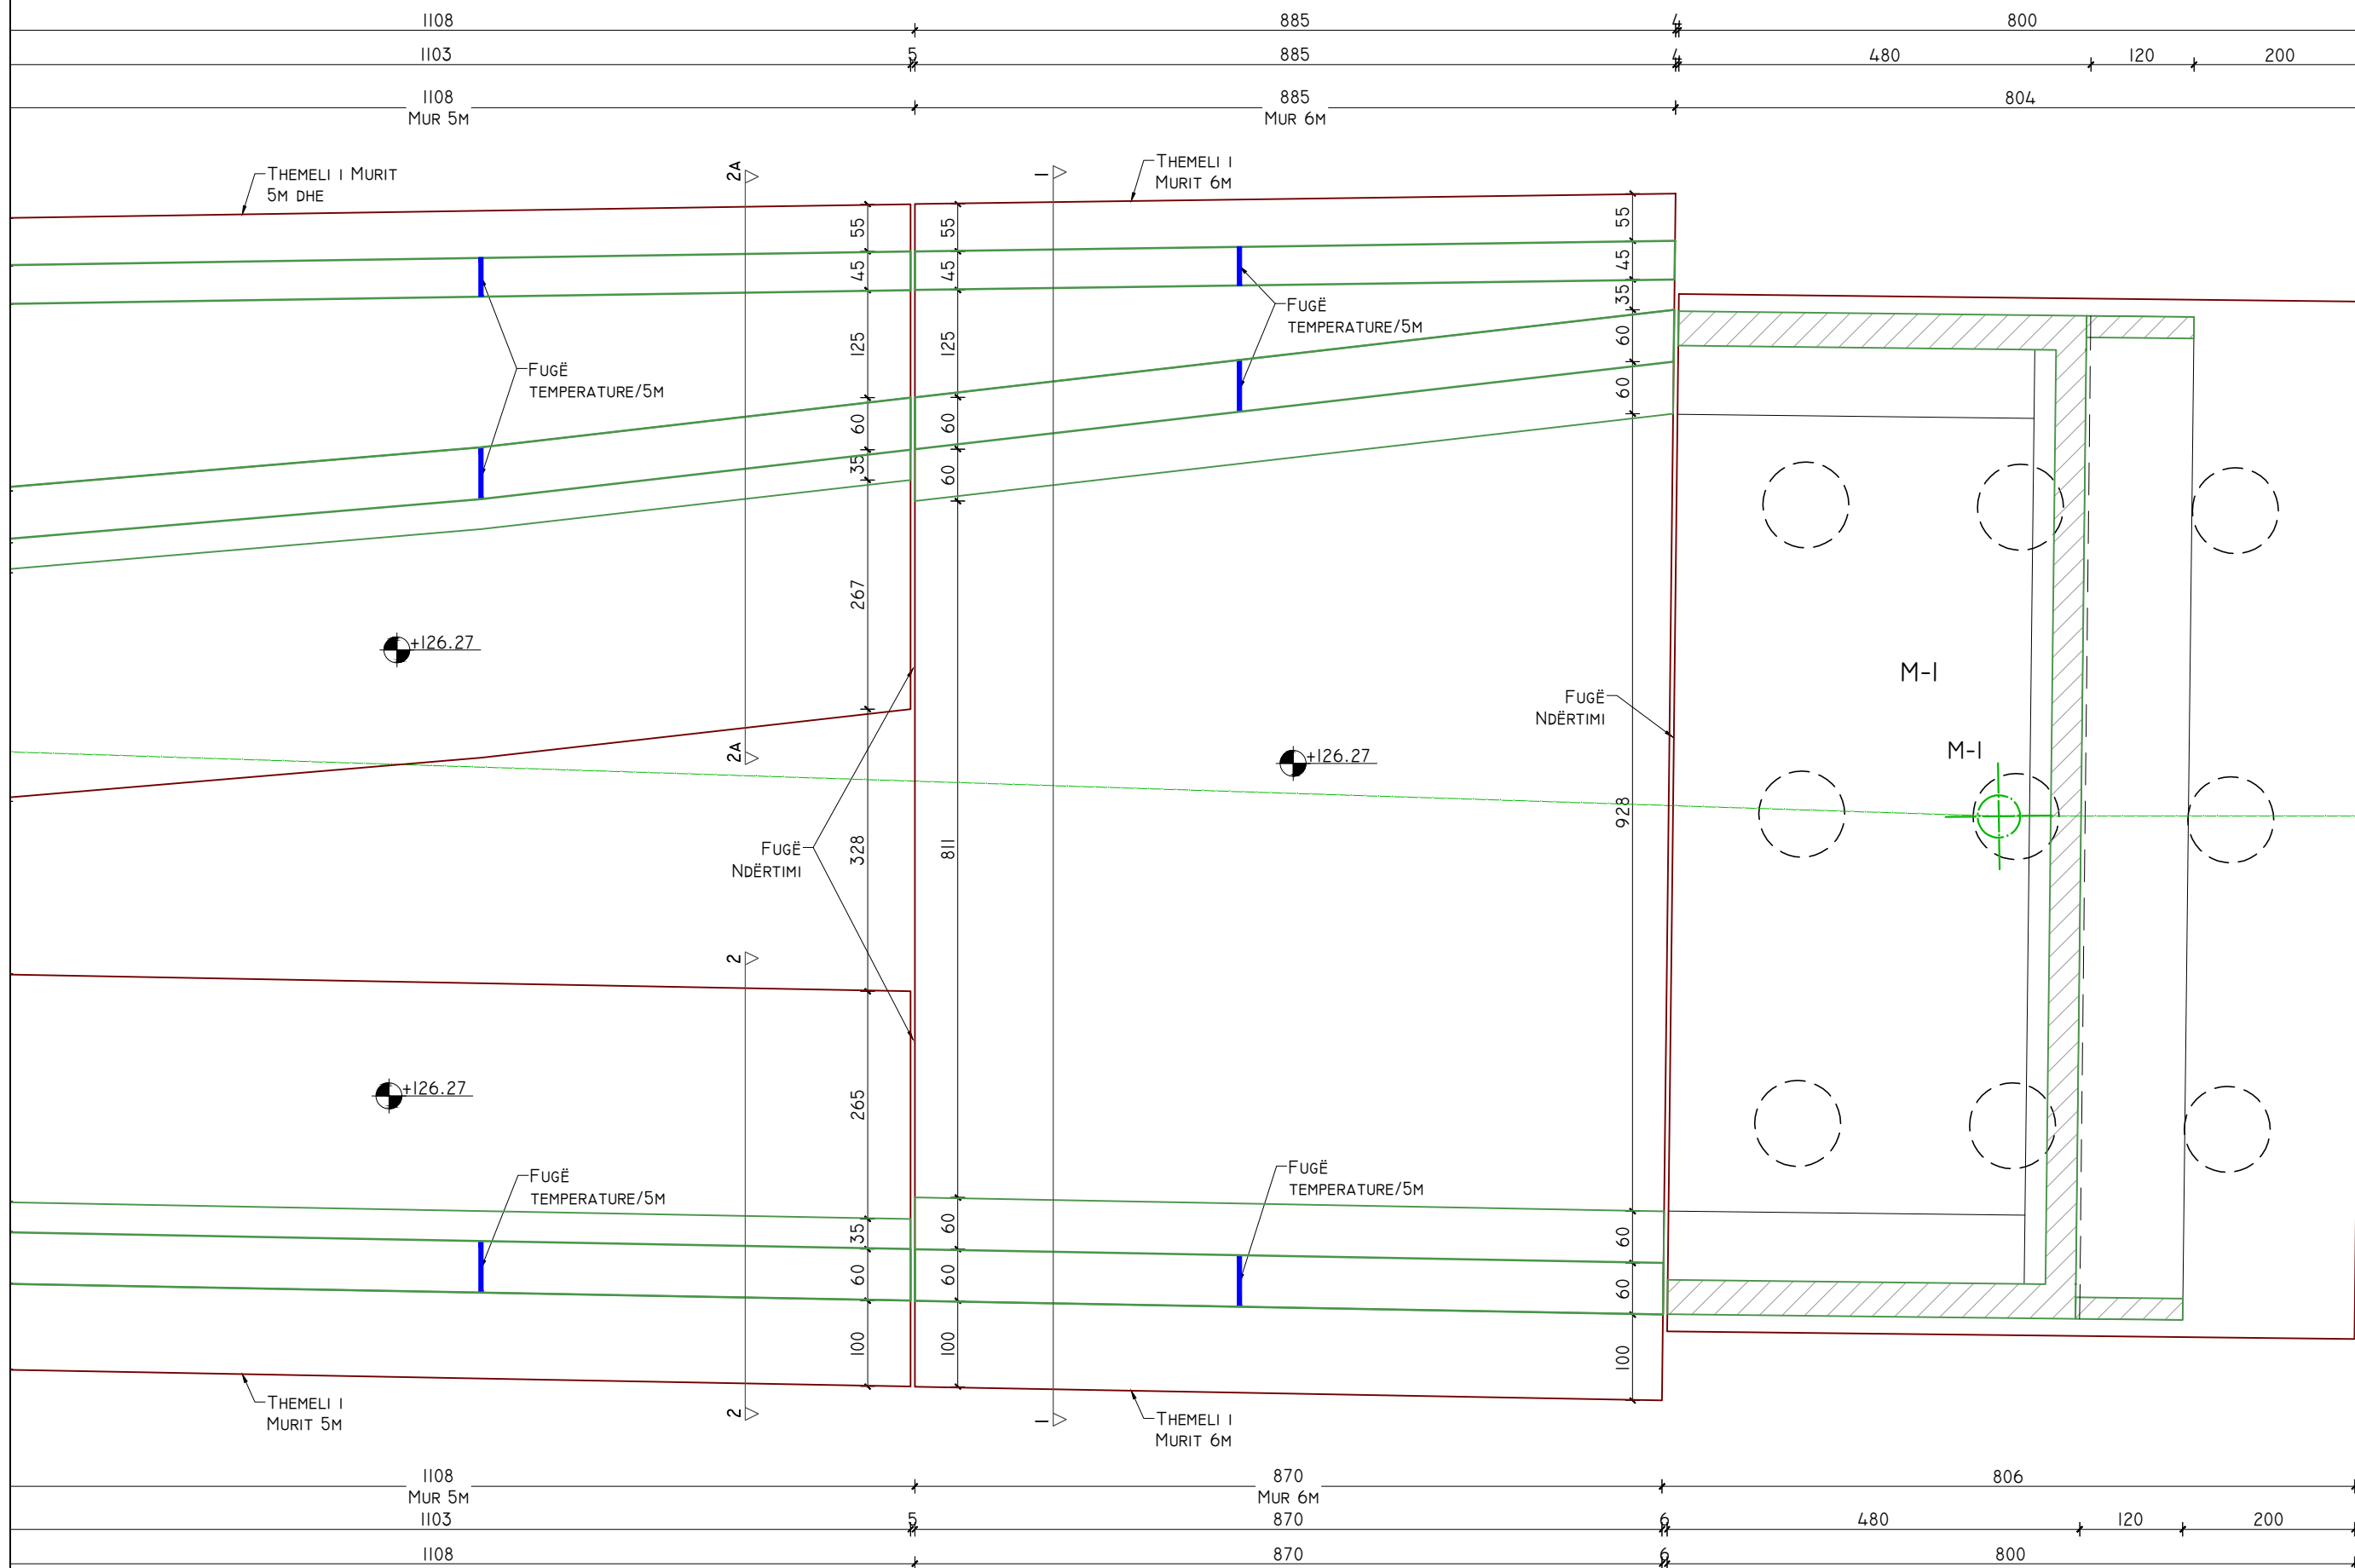 1108
885
4
800
1103
5
885
4
480
120
200
1108
885
804
Mur 5m
Mur 6m
Themeli i Murit
5m dhe
2A
1
Themeli i
Murit 6m
55
55
55
45
45
45
35
Fugë
temperature/5m
125
125
60
Fugë
temperature/5m
60
60
60
35
60
267
+126.27
M-1
Fugë
Ndërtimi
M-1
2A
+126.27
928
Fugë
Ndërtimi
328
811
2
+126.27
265
Fugë
temperature/5m
Fugë
temperature/5m
35
60
60
60
60
60
100
100
100
Themeli i
Murit 5m
2
1
Themeli i
Murit 6m
1108
870
806
Mur 5m
Mur 6m
1103
5
870
6
480
120
200
1108
870
6
800